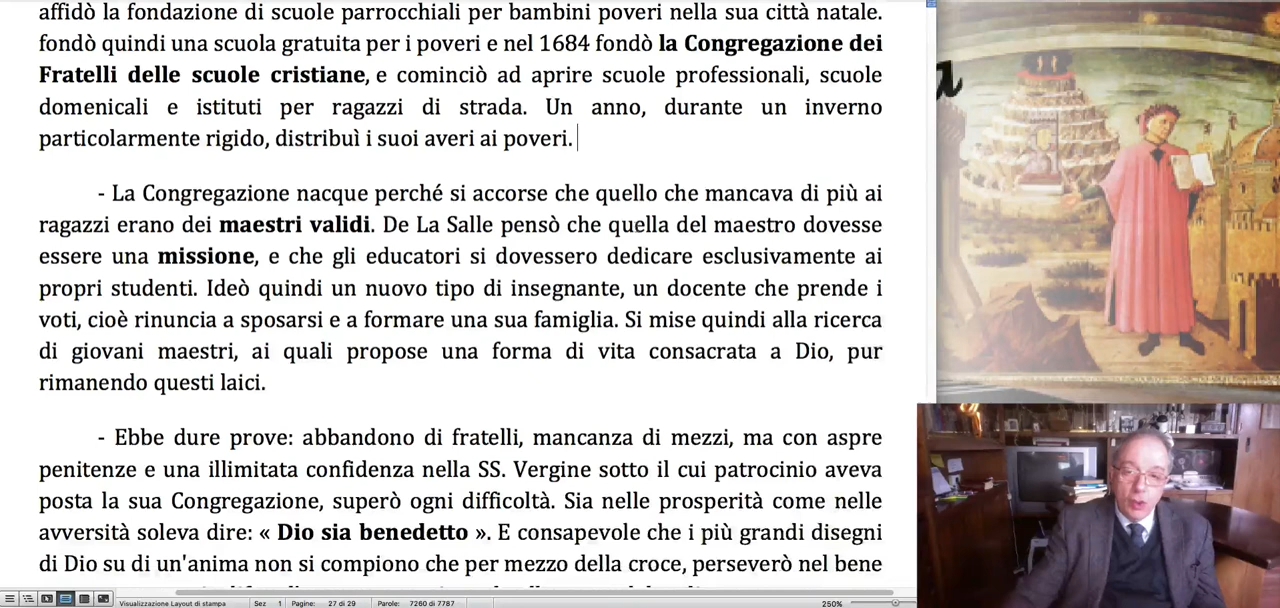 affidò la fondazione di scuole parrocchiali per bambini poveri nella sua città natale.
fondò quindi una scuola gratuita per i poveri e nel 1684 fondò la Congregazione dei
Fratelli delle scuole cristiane, e cominciò ad aprire scuole professionali, scuole
domenicali e istituti per ragazzi di strada. Un anno, durante un inverno
particolarmente rigido, distribuì i suoi averi ai poveri.
- La Congregazione nacque perché si accorse che quello che mancava di più ai
ragazzi erano dei maestri validi. De La Salle pensò che quella del maestro dovesse
essere una missione, e che gli educatori si dovessero dedicare esclusivamente ai
propri studenti. Ideò quindi un nuovo tipo di insegnante, un docente che prende i
voti, cioè rinuncia a sposarsi e a formare una sua famiglia. Si mise quindi alla ricerca
di giovani maestri, ai quali propose una forma di vita consacrata a Dio, pur
rimanendo questi laici.
- Ebbe dure prove: abbandono di fratelli, mancanza di mezzi, ma con aspre
penitenze e una illimitata confidenza nella SS. Vergine sotto il cui patrocinio aveva
posta la sua Congregazione, superò ogni difficoltà. Sia nelle prosperità come nelle
avversità soleva dire: « Dio sia benedetto ». E consapevole che i più grandi disegni
di Dio su di un'anima non si compiono che per mezzo della croce, perseverò nel bene
Visualizzazione Layout di stampa Sez 1 Pagine: 27 di 29 Parole: 7260 di 7787 250%